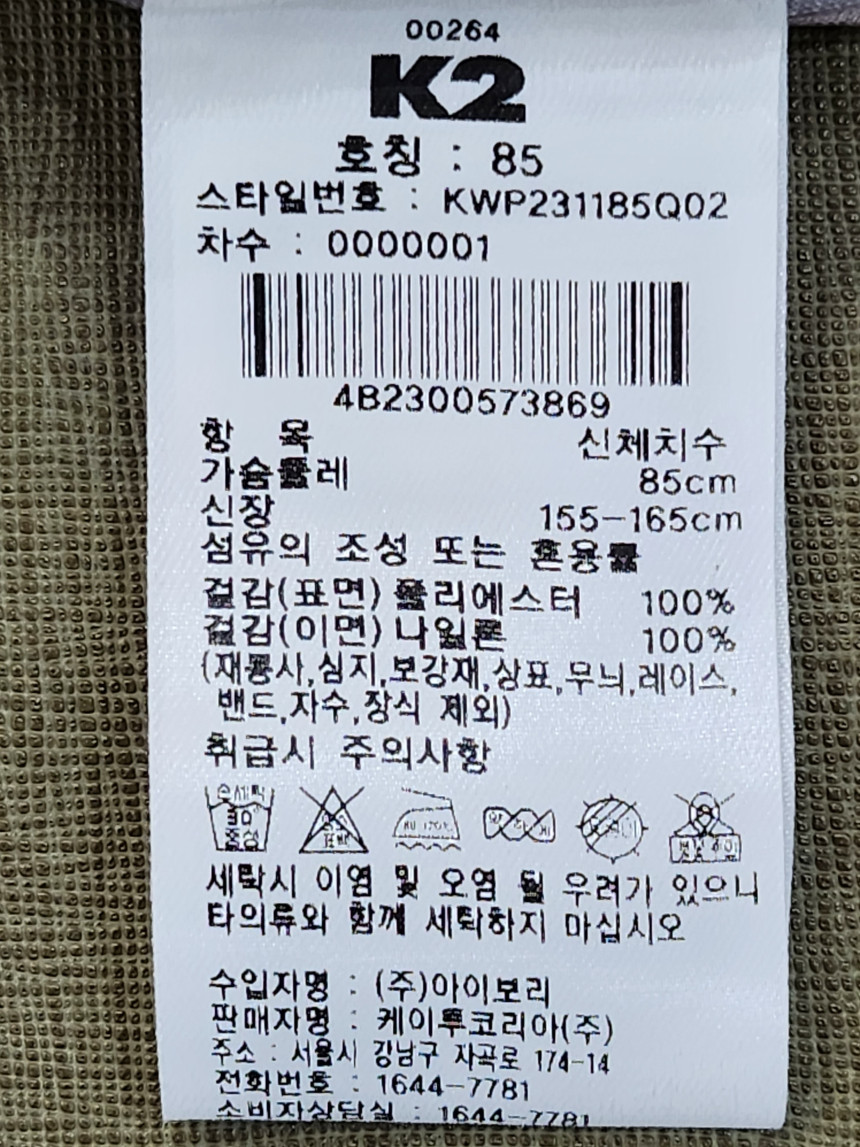 00264
K2
호칭 : 85
스타일번호 : KWP231185Q02
차수 : 0000001
4B2300573869
항 목 신체치수
가슴둘레 85cm
신장 155-165cm
섬유의 조성 또는 혼용률
겉감(표면) 폴리에스터 100%
겉감(이면) 나일론 100%
(재봉사,심지,보강재,상표,무늬,레이스,
밴드,자수,장식 제외)
취급시 주의사항
손세탁
30°
중성
세탁시 이염 및 오염 될 우려가 있으니
타의류와 함께 세탁하지 마십시오
수입자명 : (주)아이보리
판매자명 : 케이투코리아(주)
주소 : 서울시 강남구 자곡로 174-14
전화번호 : 1644-7781
소비자상담실 : 1644-7781